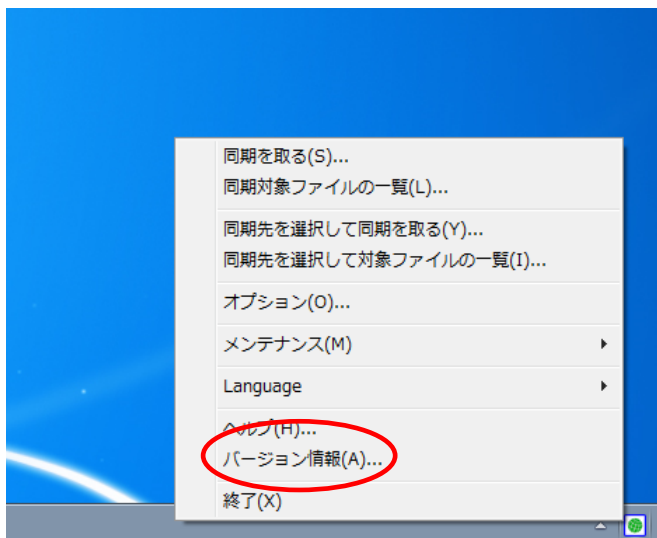 同期を取る(S)...
同期対象ファイルの一覧(L)...
同期先を選択して同期を取る(Y)...
同期先を選択して対象ファイルの一覧(I)...
オプション(O)...
メンテナンス(M)
Language
ヘルプ(H)...
バージョン情報(A)...
終了(X)